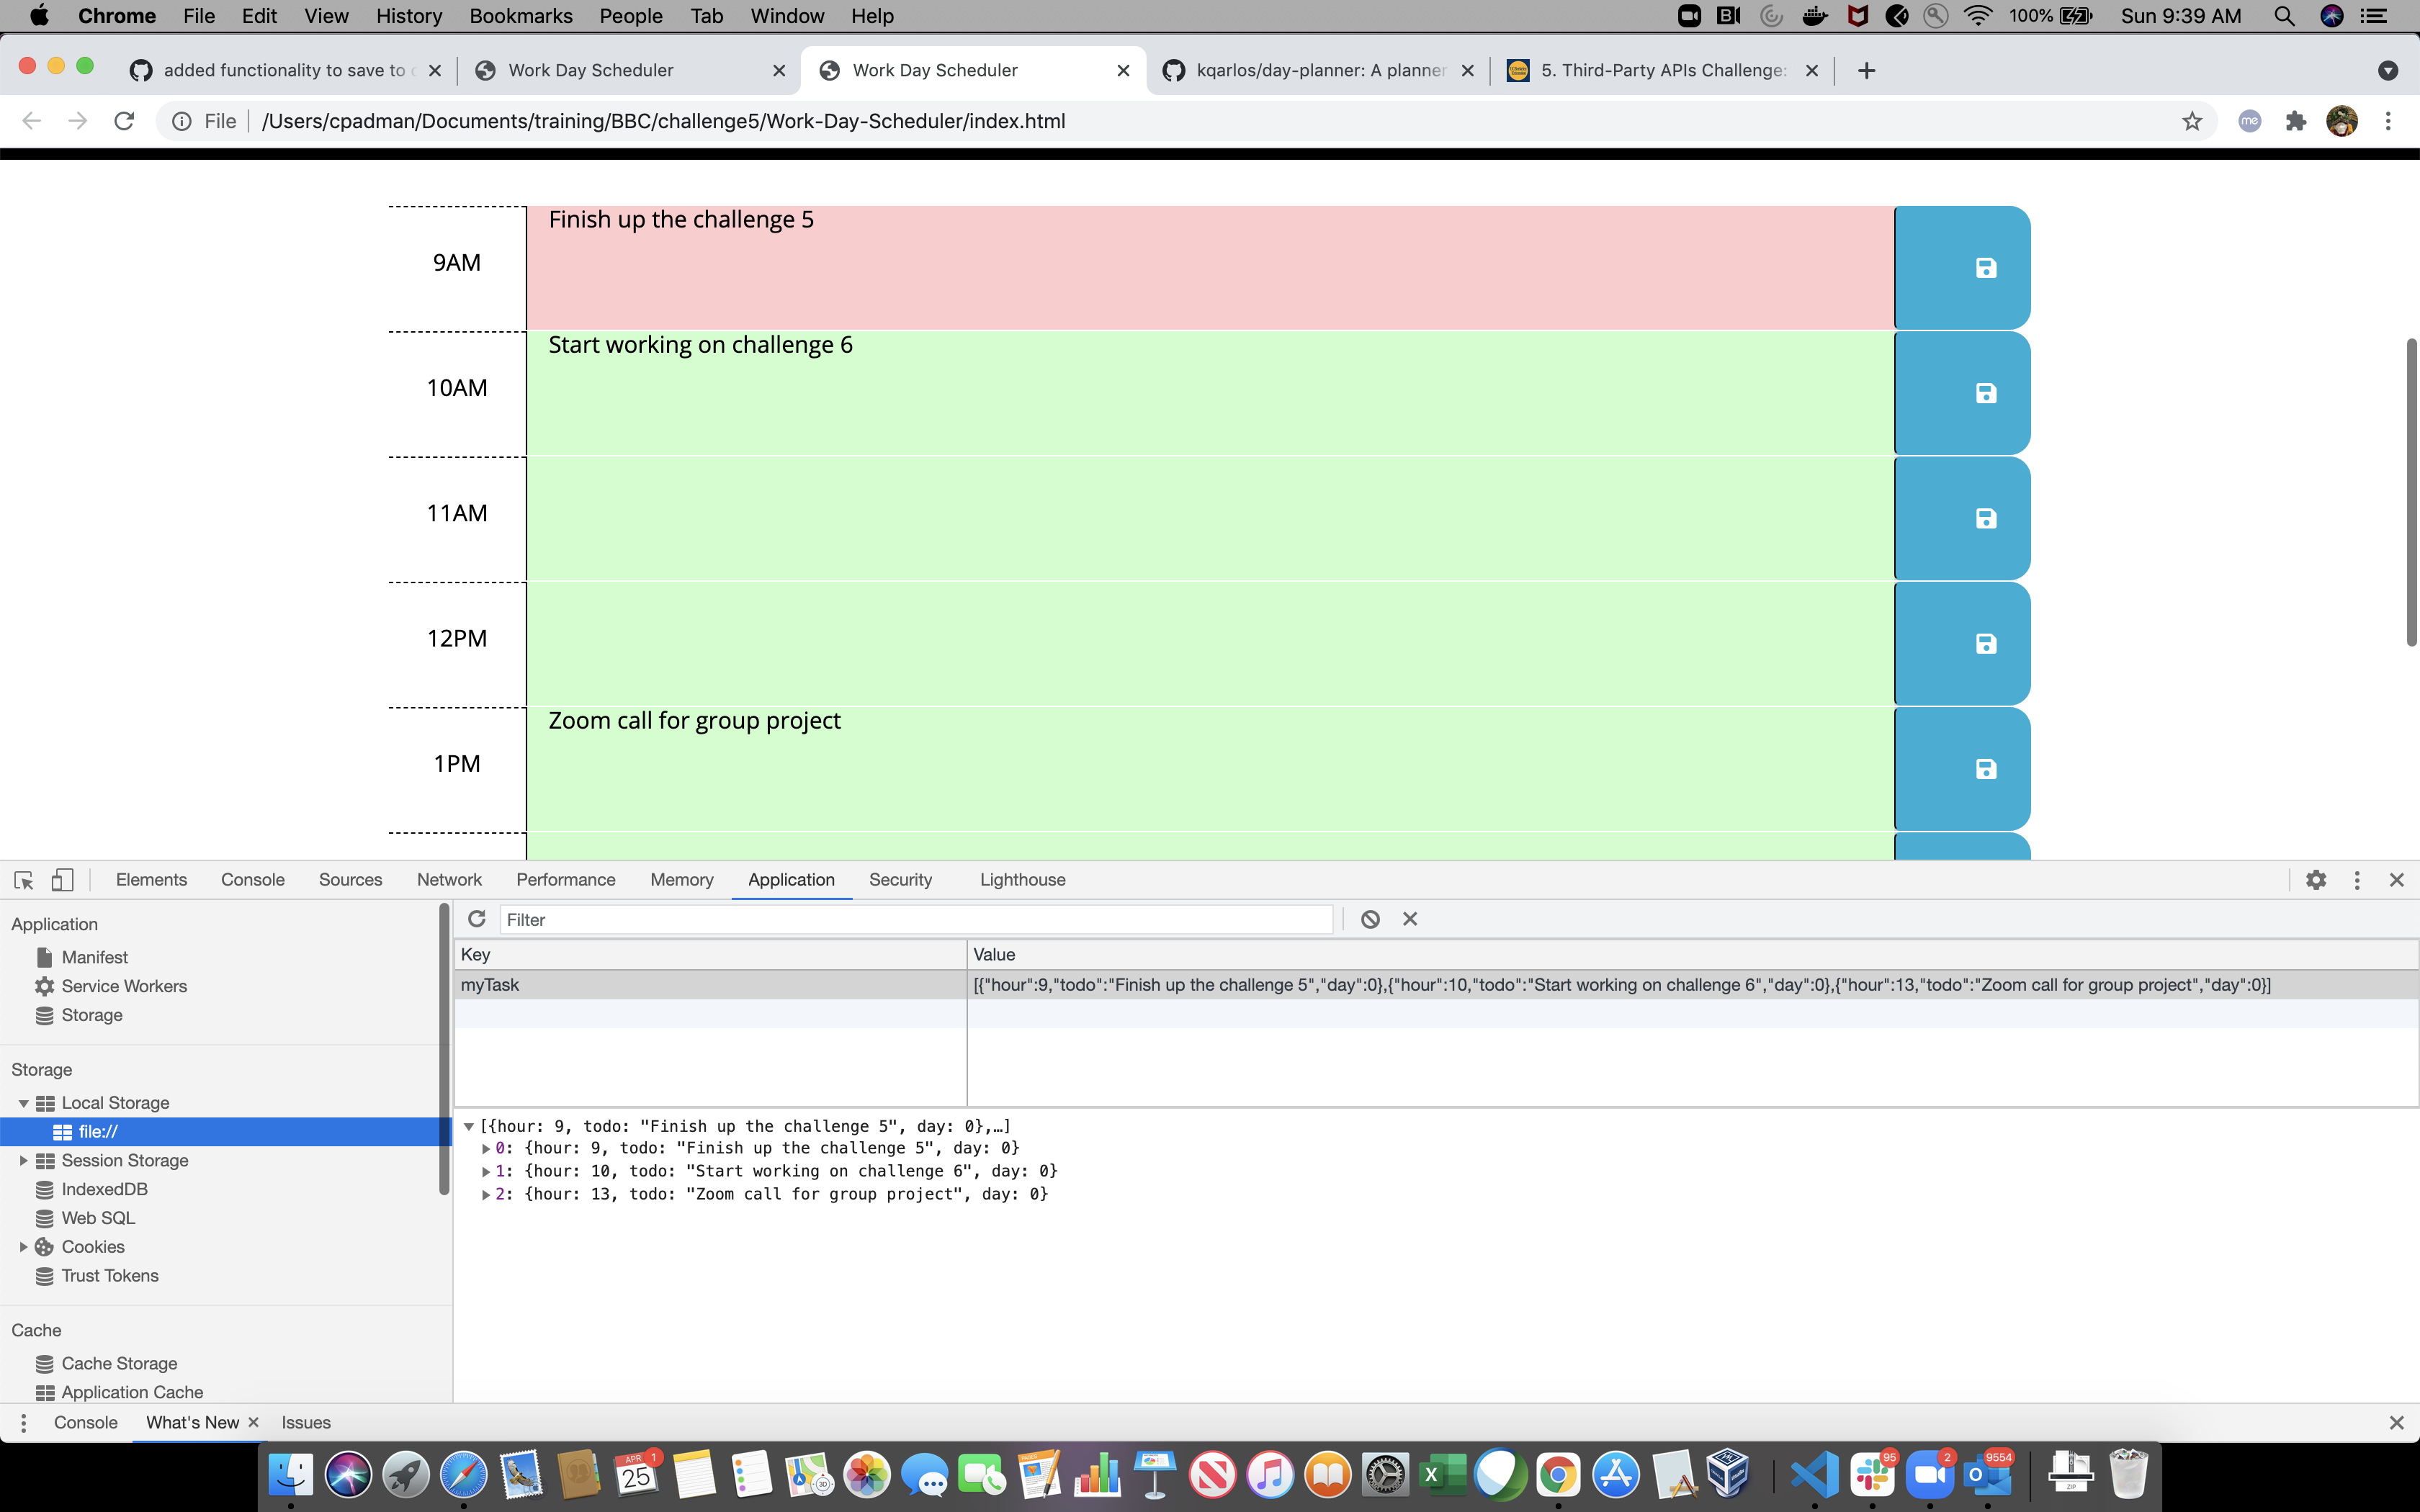 Chrome File Edit View History Bookmarks People Tab Window Help 100% Sun 9:39 AM
added functionality to save to
Work Day Scheduler
Work Day Scheduler
kqarlos/day-planner: A planner
5. Third-Party APIs Challenge:
File /Users/cpadman/Documents/training/BBC/challenge5/Work-Day-Scheduler/index.html
me
Finish up the challenge 5
9AM
Start working on challenge 6
10AM
11AM
12PM
Zoom call for group project
1PM
Elements Console Sources Network Performance Memory Application Security Lighthouse
Application
Manifest
Service Workers
Storage
Storage
Local Storage
file://
Session Storage
IndexedDB
Web SQL
Cookies
Trust Tokens
Cache
Cache Storage
Application Cache
Filter
Key Value
myTask [{"hour":9,"todo":"Finish up the challenge 5","day":0},{"hour":10,"todo":"Start working on challenge 6","day":0},{"hour":13,"todo":"Zoom call for group project","day":0}]
[{hour: 9, todo: "Finish up the challenge 5", day: 0},…]
0: {hour: 9, todo: "Finish up the challenge 5", day: 0}
1: {hour: 10, todo: "Start working on challenge 6", day: 0}
2: {hour: 13, todo: "Zoom call for group project", day: 0}
Console What's New Issues
APR 25 1
95
2
9554
ZIP